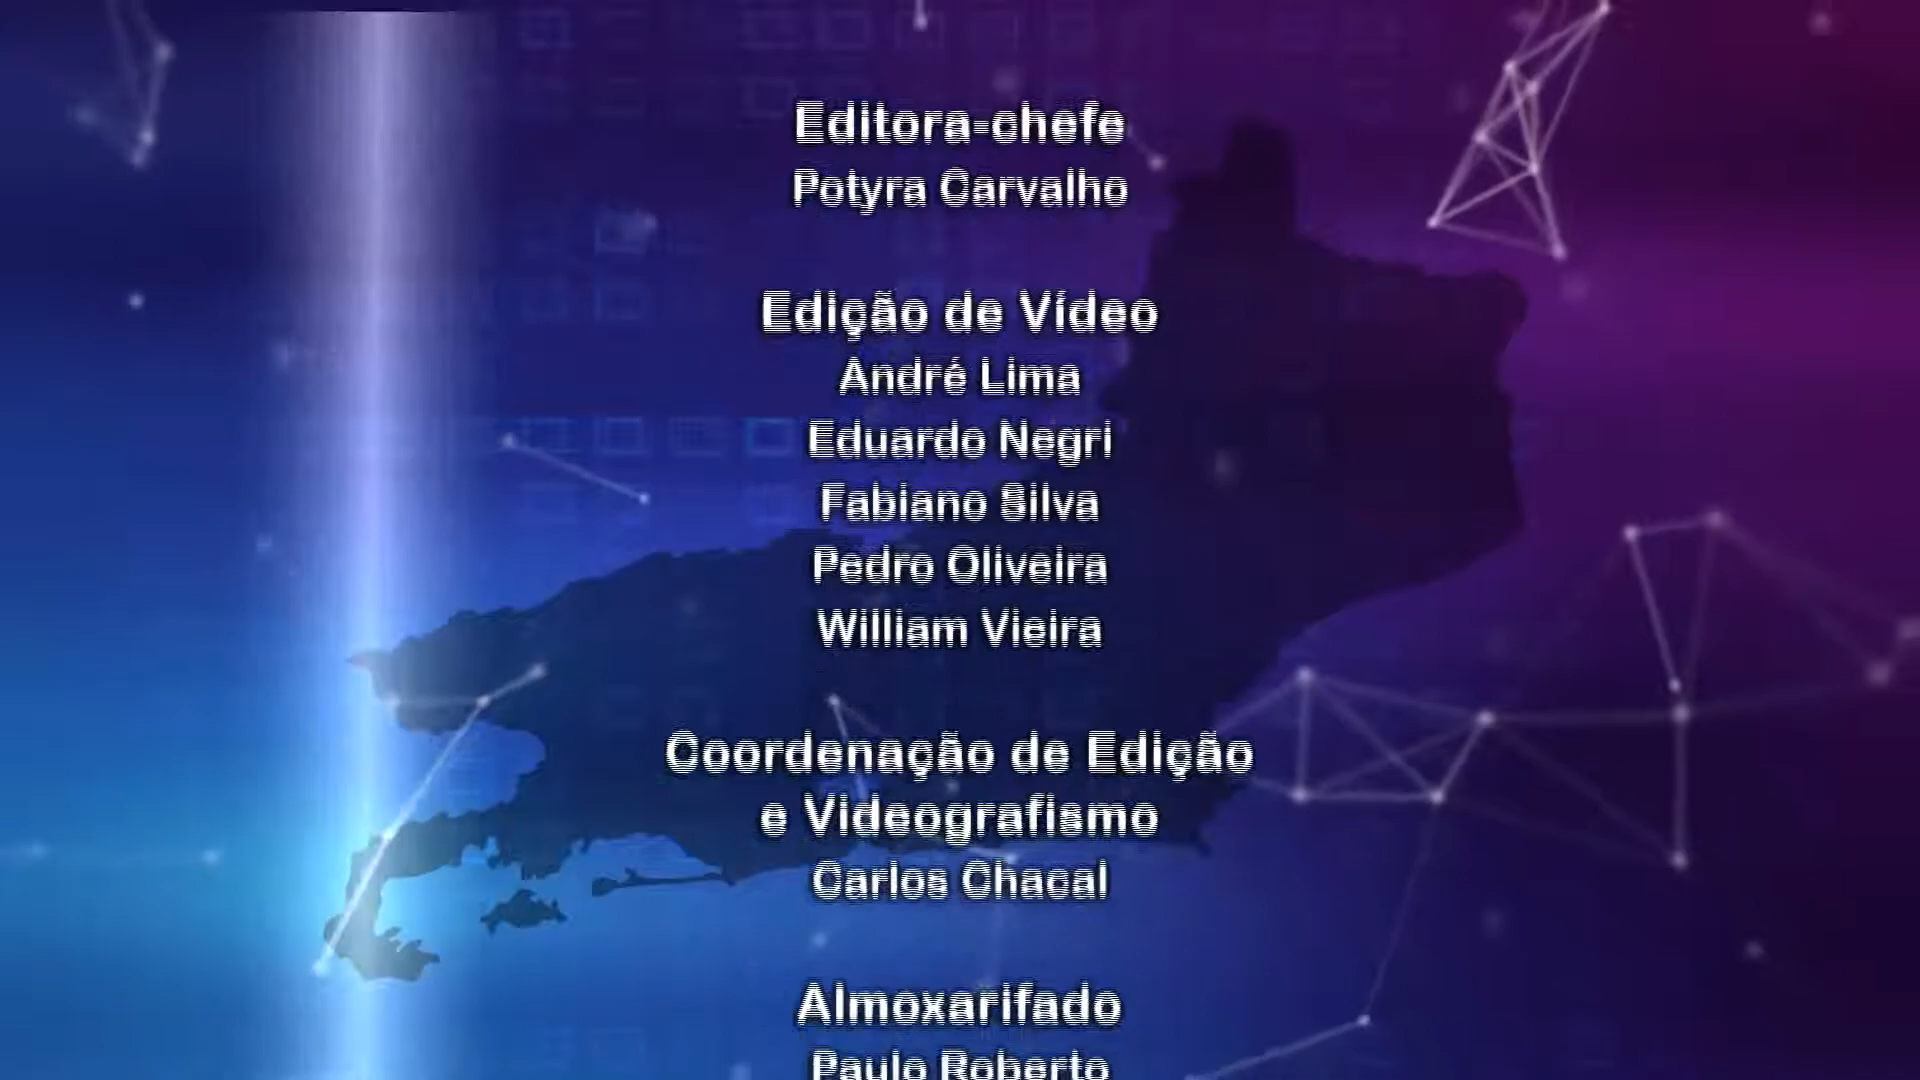 Editora-chefe
Potyra Carvalho
Edição de Vídeo
André Lima
Eduardo Negri
Fabiano Silva
Pedro Oliveira
William Vieira
Coordenação de Edição
e Videografismo
Carlos Chacal
Almoxarifado
Paulo Roberto